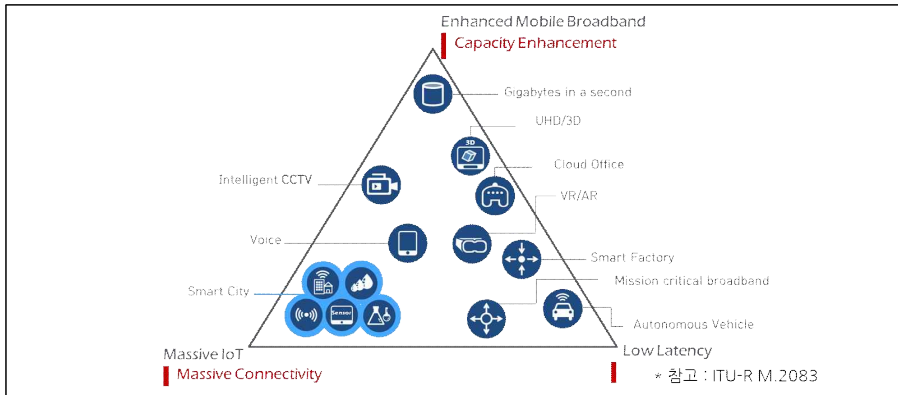 Enhanced Mobile Broadband
Capacity Enhancement
Gigabytes in a second
UHD/3D
3D
Cloud Office
Intelligent CCTV
VR/AR
Voice
Smart Factory
Mission critical broadband
Smart City
Sensor
Autonomous Vehicle
Massive IoT
Low Latency
Massive Connectivity
* 참고 : ITU-R M.2083